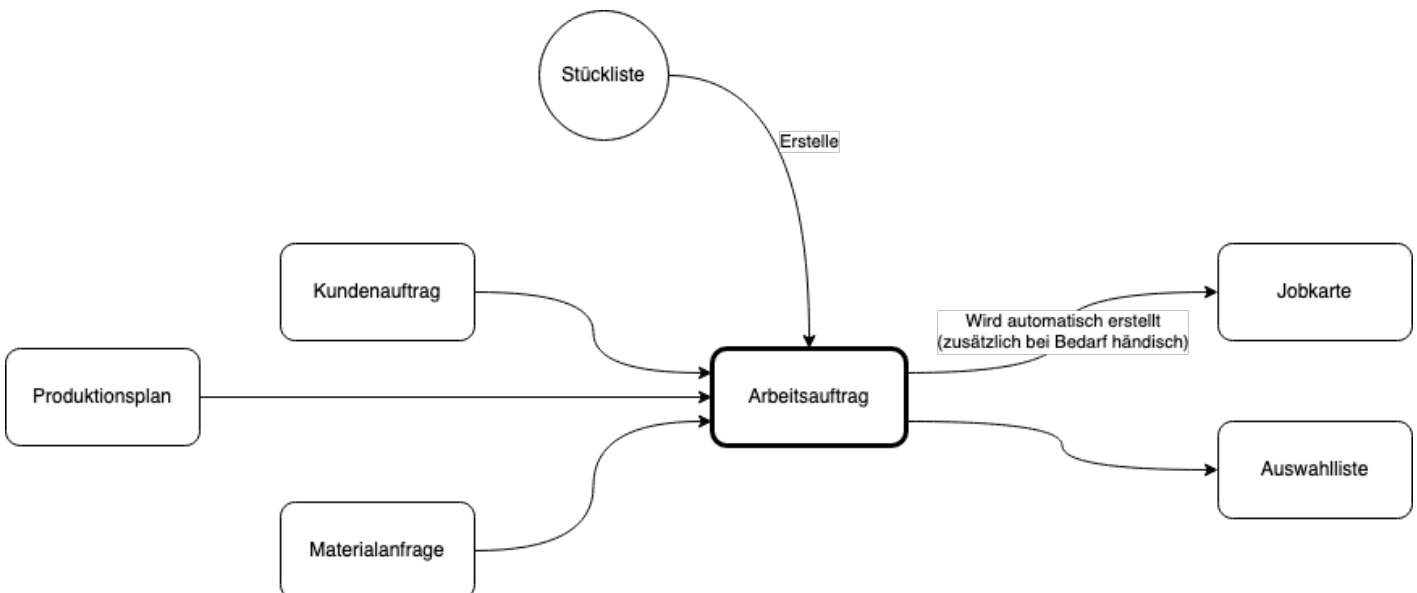 Stückliste
Erstelle
Kundenauftrag
Jobkarte
Wird automatisch erstellt
(zusätzlich bei Bedarf händisch)
Produktionsplan
Arbeitsauftrag
Auswahlliste
Materialanfrage